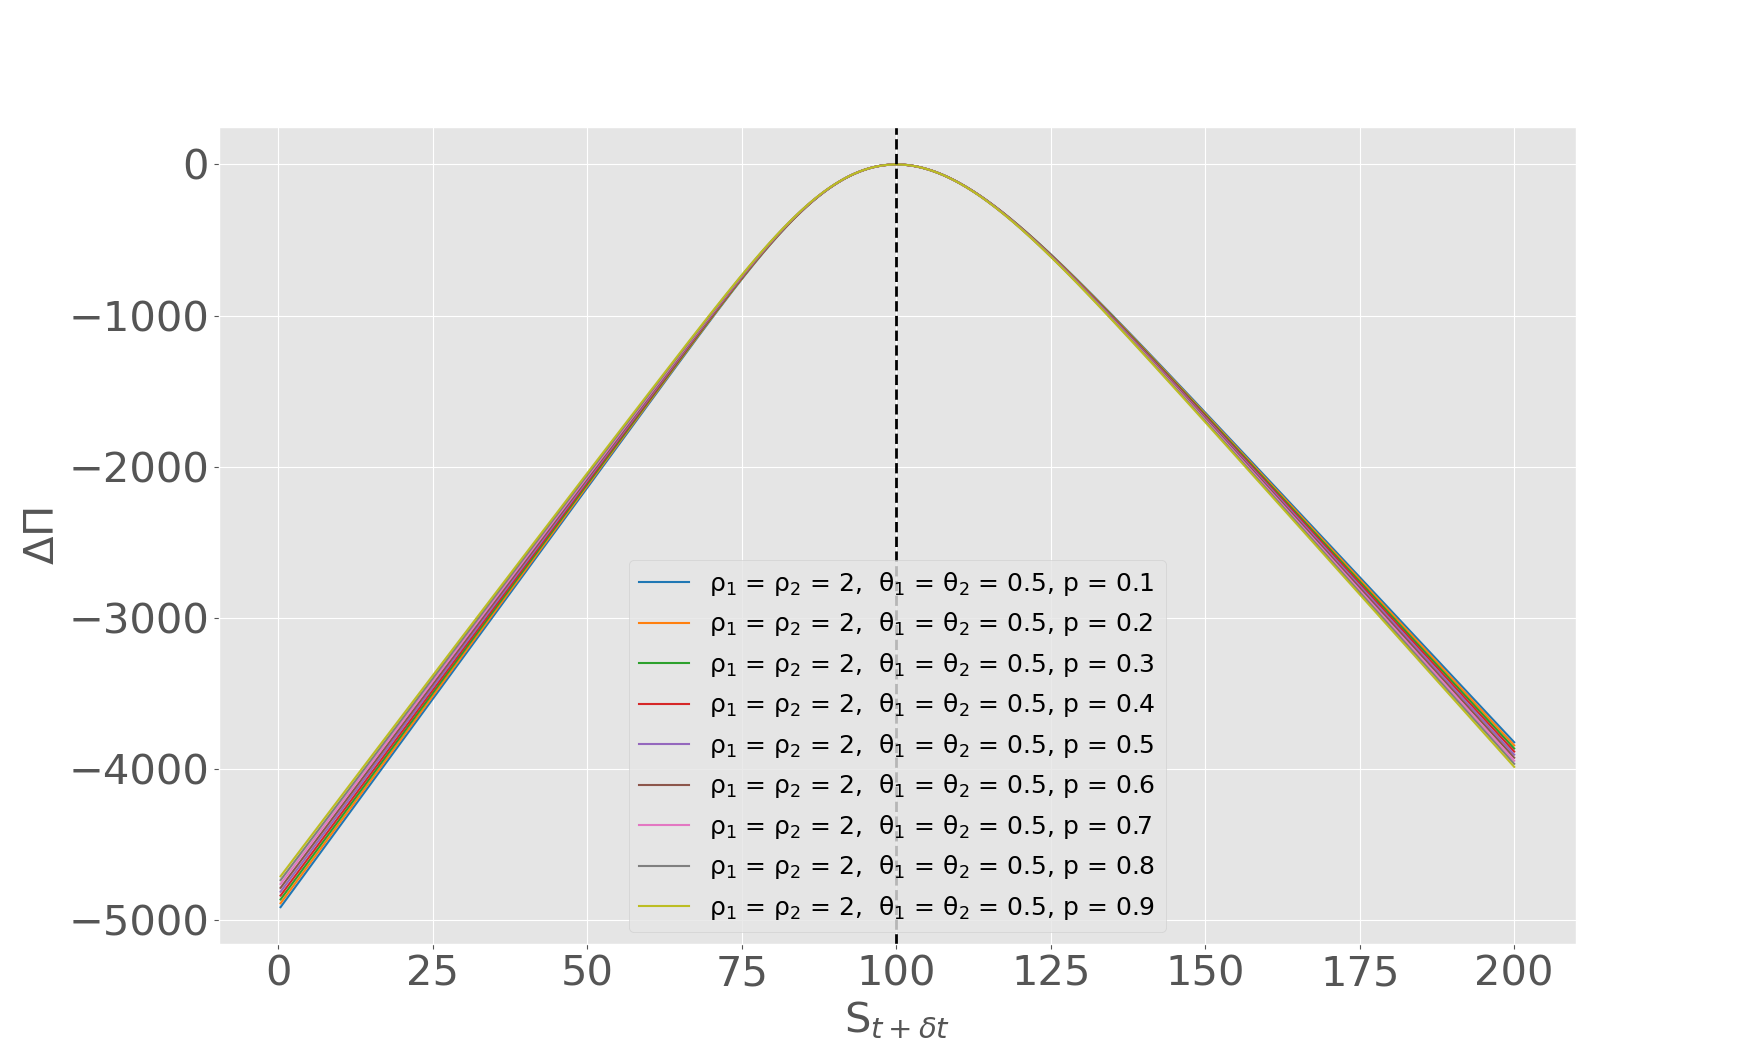 0
−1000
−2000
−3000
−4000
−5000
ΔΠ
ρ₁ = ρ₂ = 2, θ₁ = θ₂ = 0.5, p = 0.1
ρ₁ = ρ₂ = 2, θ₁ = θ₂ = 0.5, p = 0.2
ρ₁ = ρ₂ = 2, θ₁ = θ₂ = 0.5, p = 0.3
ρ₁ = ρ₂ = 2, θ₁ = θ₂ = 0.5, p = 0.4
ρ₁ = ρ₂ = 2, θ₁ = θ₂ = 0.5, p = 0.5
ρ₁ = ρ₂ = 2, θ₁ = θ₂ = 0.5, p = 0.6
ρ₁ = ρ₂ = 2, θ₁ = θ₂ = 0.5, p = 0.7
ρ₁ = ρ₂ = 2, θ₁ = θ₂ = 0.5, p = 0.8
ρ₁ = ρ₂ = 2, θ₁ = θ₂ = 0.5, p = 0.9
0 25 50 75 100 125 150 175 200
S_{t + δt}